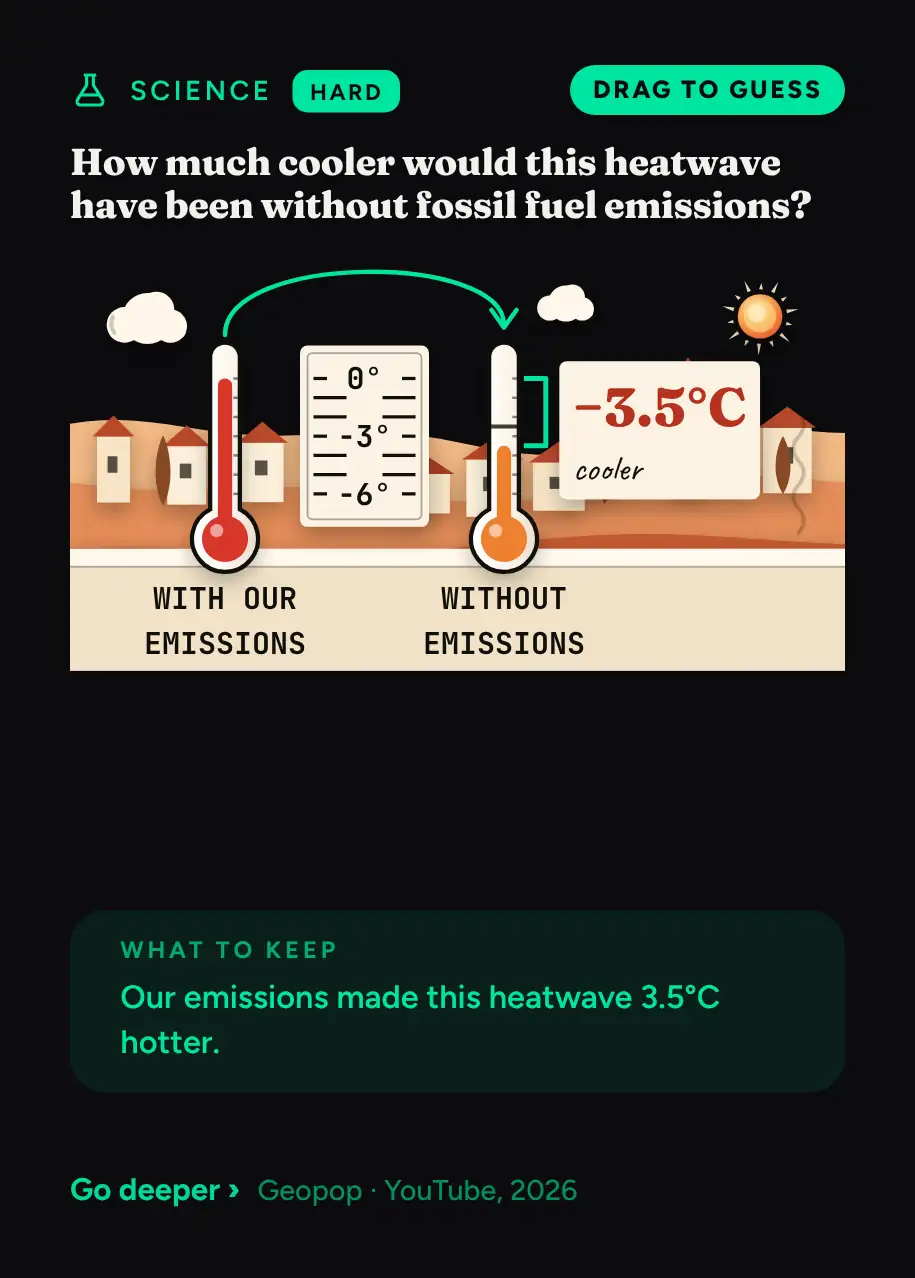 SCIENCE
HARD
DRAG TO GUESS
How much cooler would this heatwave
have been without fossil fuel emissions?
0°
-3°
-6°
−3.5°C
cooler
WITH OUR
EMISSIONS
WITHOUT
EMISSIONS
WHAT TO KEEP
Our emissions made this heatwave 3.5°C
hotter.
Go deeper › Geopop · YouTube, 2026